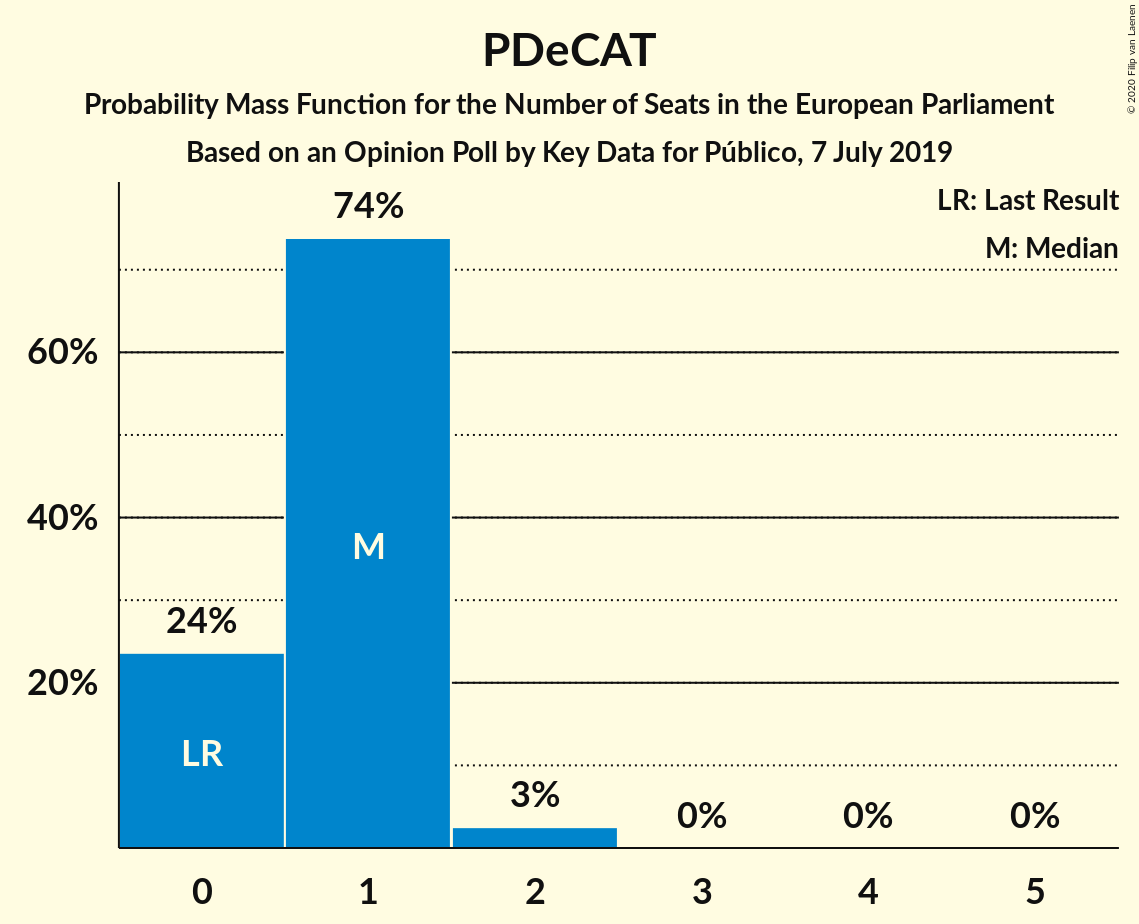 PDeCAT
Probability Mass Function for the Number of Seats in the European Parliament
Based on an Opinion Poll by Key Data for Público, 7 July 2019
© 2020 Filip van Laenen
LR: Last Result
M: Median
74%
60%
40%
M
24%
20%
LR
3%
0%
0%
0%
0 1 2 3 4 5